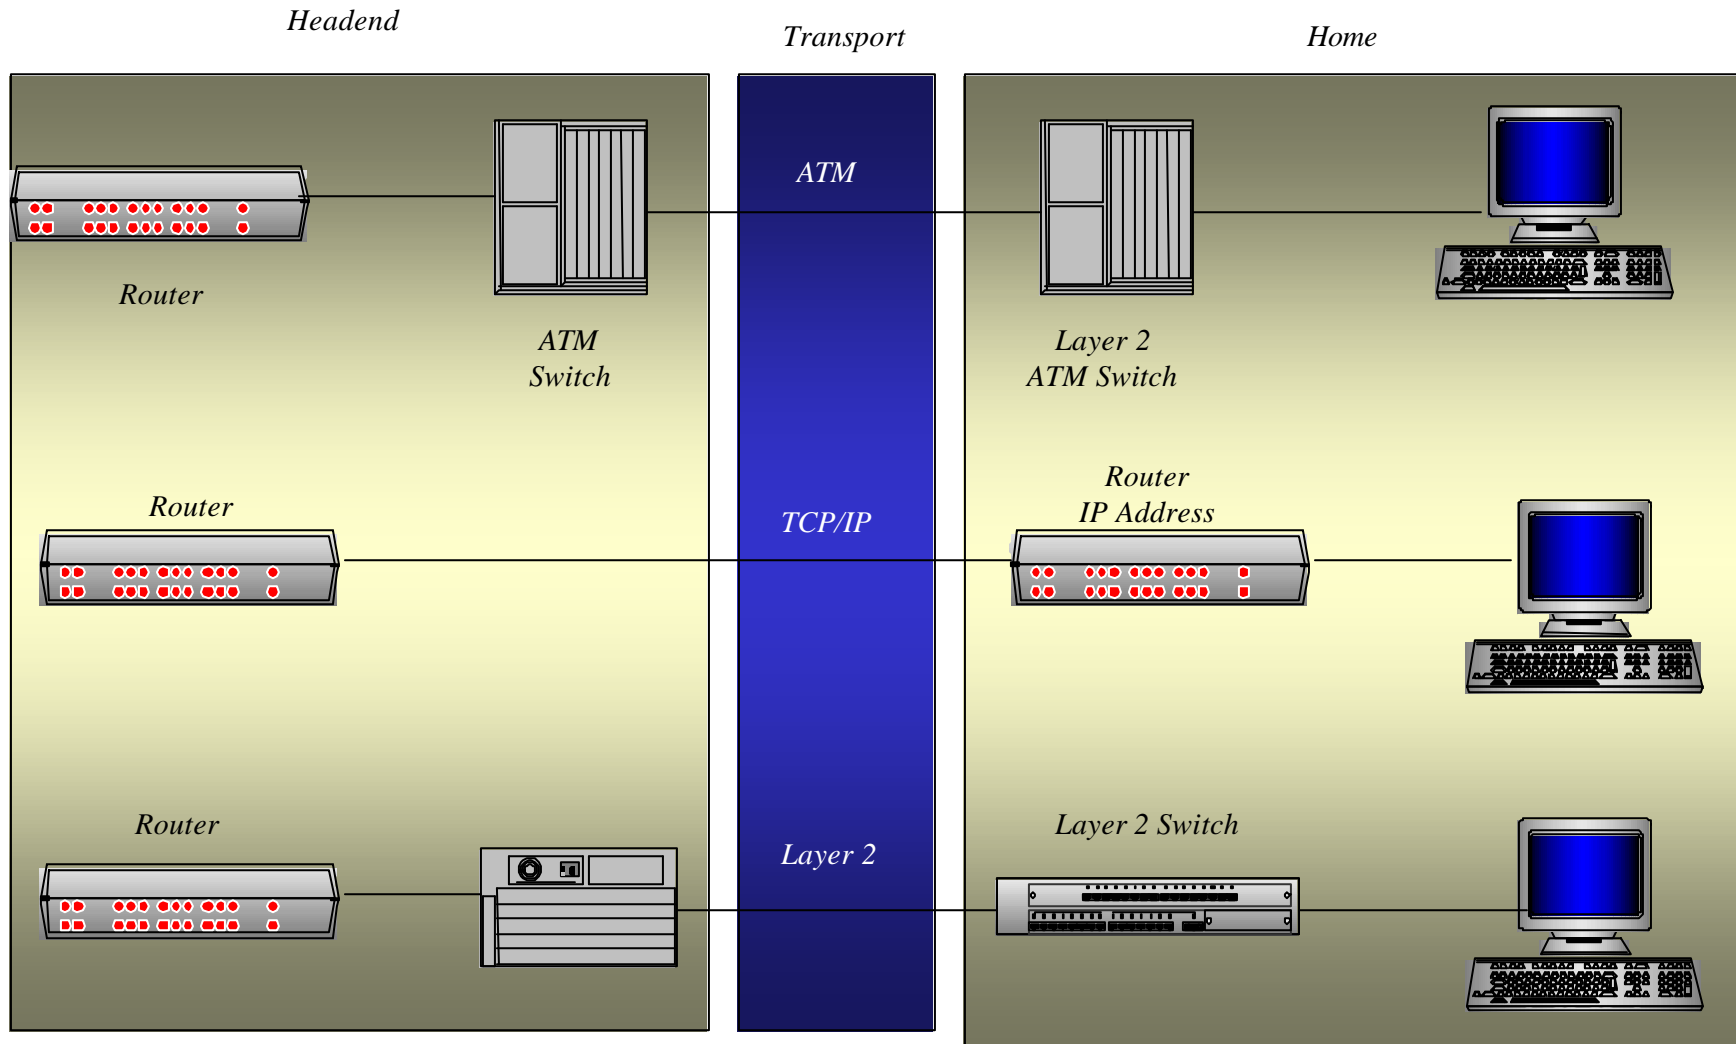 Headend
Transport
Home
ATM
Router
ATM
Switch
Layer 2
ATM Switch
Router
TCP/IP
Router
IP Address
Router
Layer 2
Layer 2 Switch